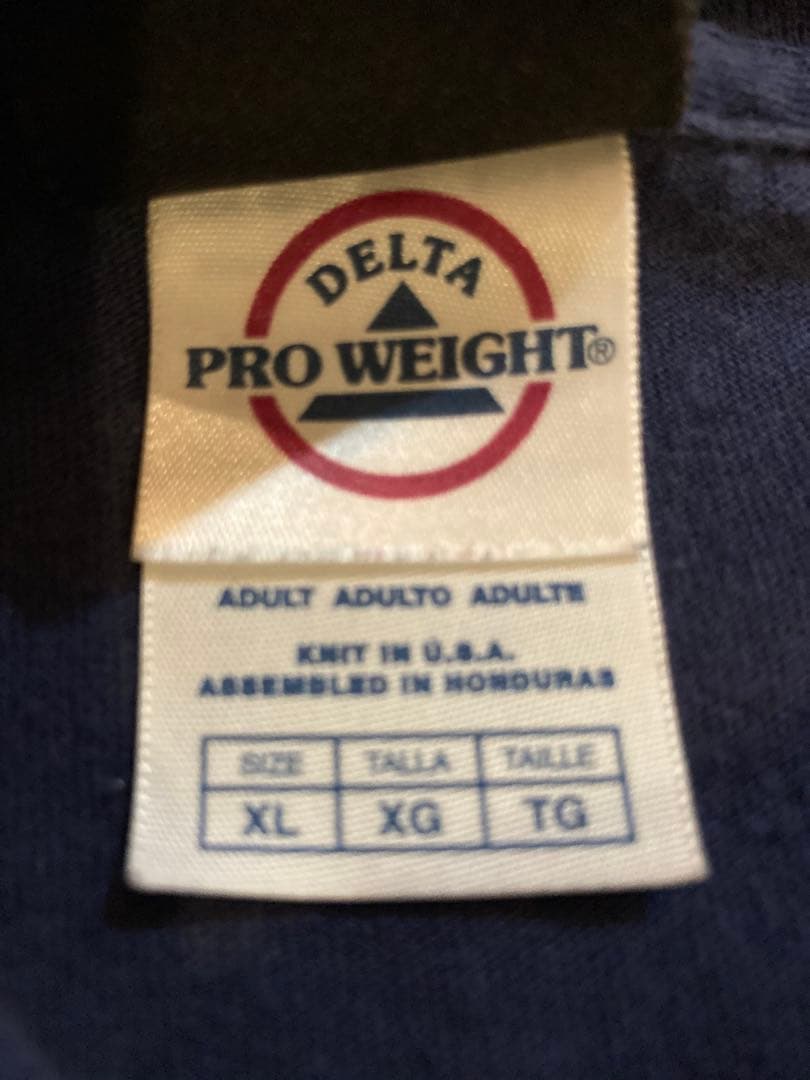 DELTA
PRO WEIGHT®
ADULT ADULTO ADULTE
KNIT IN U.S.A.
ASSEMBLED IN HONDURAS
SIZE TALLA TAILLE
XL XG TG